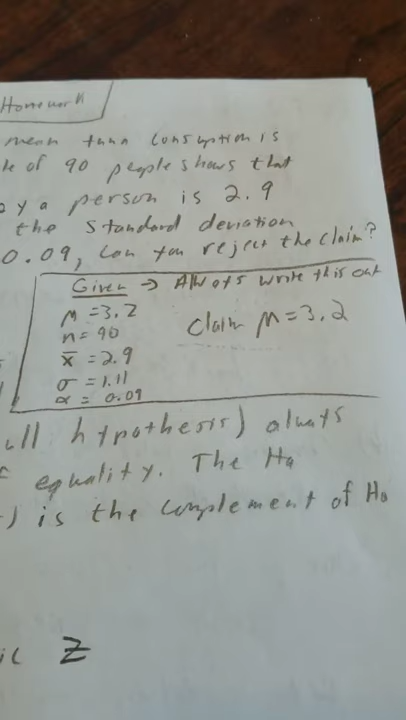 Homework
mean tuna Consuption is
of 90 people shows that
by a person is 2.9
the standard deviation
0.09, Can you reject the Claim?
Given → Always write this out
M = 3.2
n = 90
x̄ = 2.9
σ = 1.11
α = 0.09
Claim M = 3.2
hypothesis) always
equality. The Ha
) is the complement of Ho
Z